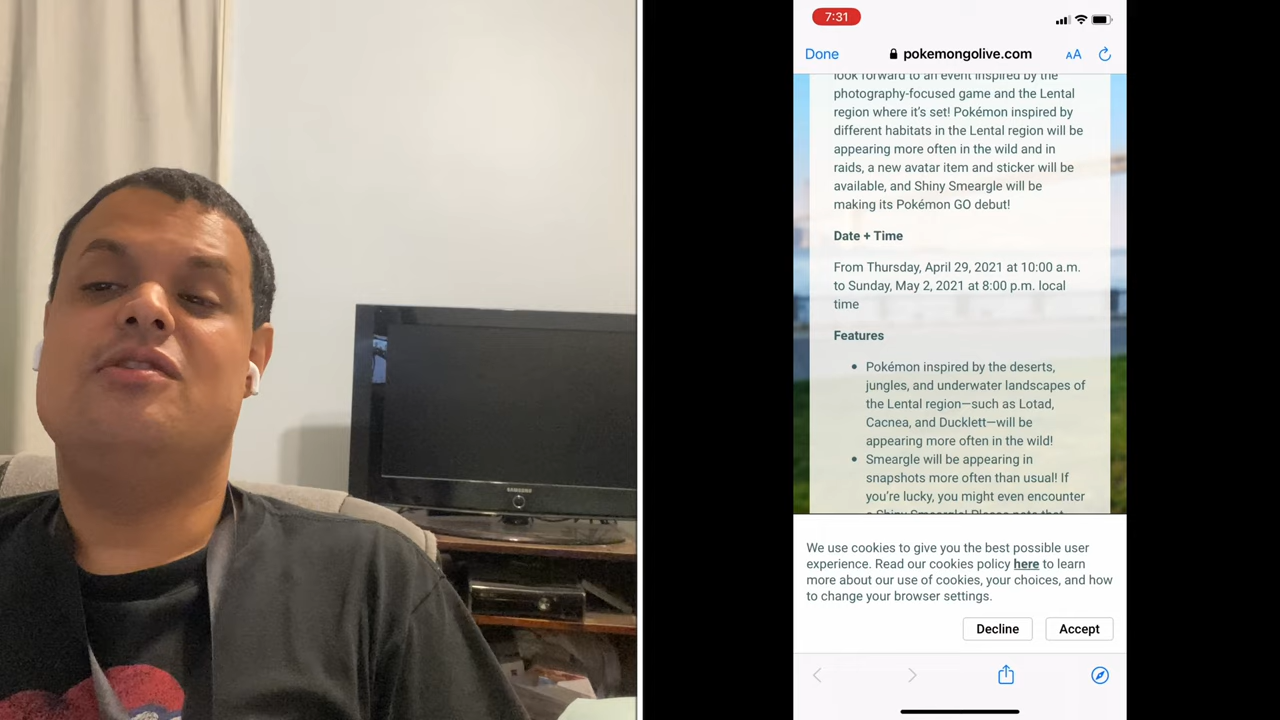 7:31
Done
pokemongolive.com
AA
look forward to an event inspired by the
photography-focused game and the Lental
region where it's set! Pokémon inspired by
different habitats in the Lental region will be
appearing more often in the wild and in
raids, a new avatar item and sticker will be
available, and Shiny Smeargle will be
making its Pokémon GO debut!
Date + Time
From Thursday, April 29, 2021 at 10:00 a.m.
to Sunday, May 2, 2021 at 8:00 p.m. local
time
Features
• Pokémon inspired by the deserts,
jungles, and underwater landscapes of
the Lental region—such as Lotad,
Cacnea, and Ducklett—will be
appearing more often in the wild!
• Smeargle will be appearing in
snapshots more often than usual! If
you're lucky, you might even encounter
a Shiny Smeargle! Please note that
We use cookies to give you the best possible user
experience. Read our cookies policy here to learn
more about our use of cookies, your choices, and how
to change your browser settings.
Decline
Accept
SAMSUNG